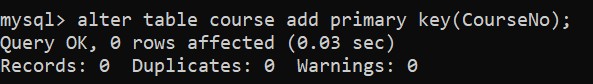 mysql> alter table course add primary key(CourseNo);
Query OK, 0 rows affected (0.03 sec)
Records: 0  Duplicates: 0  Warnings: 0